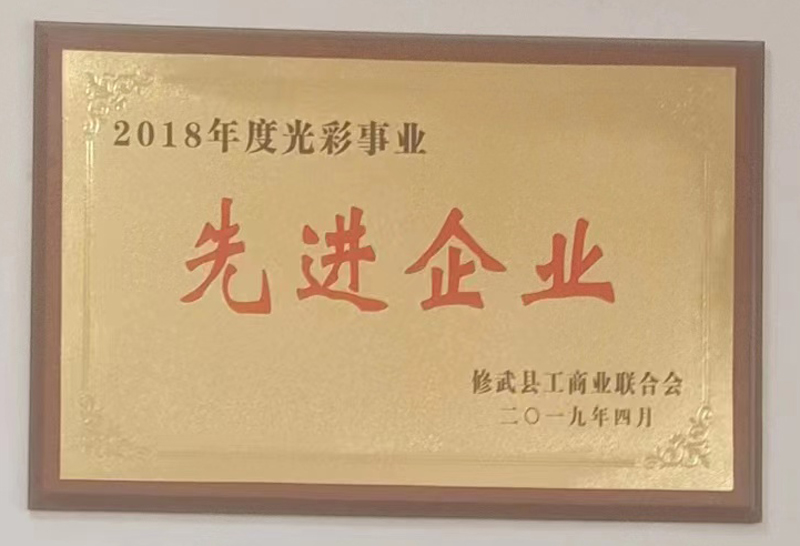 2018年度光彩事业
先进企业
修武县工商业联合会
二〇一九年四月